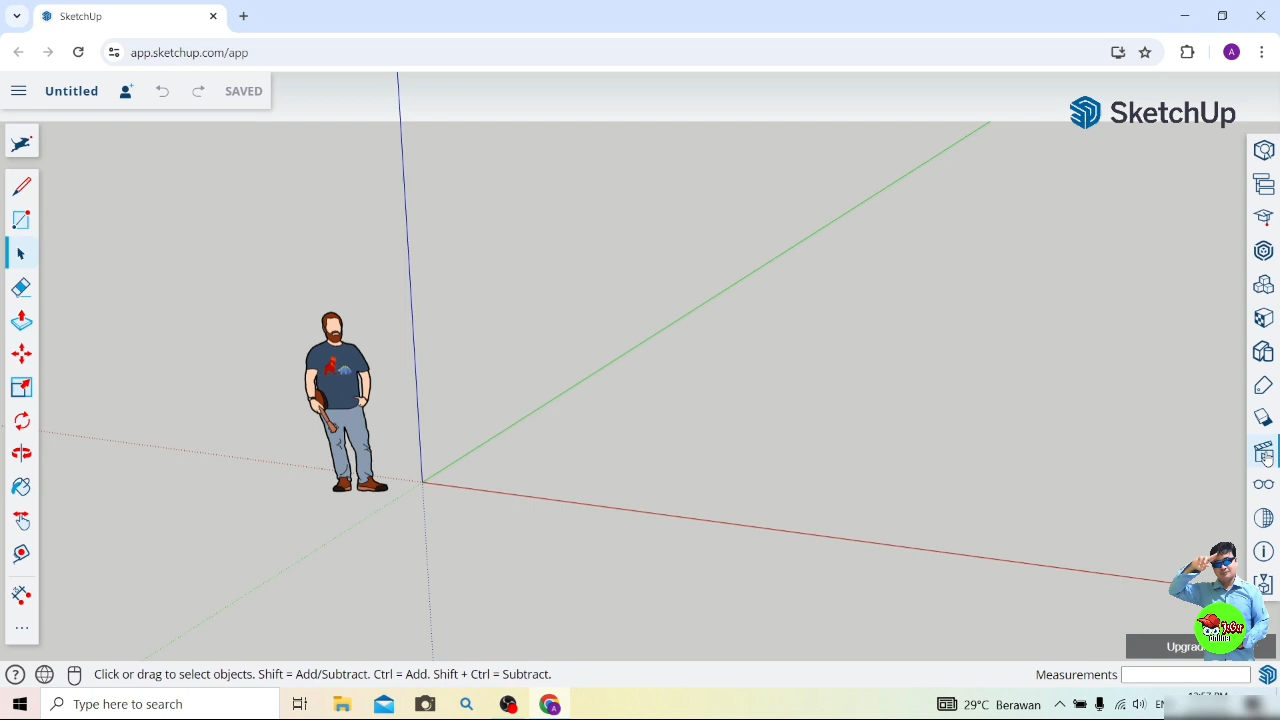 SketchUp
app.sketchup.com/app
A
Untitled
SAVED
SketchUp
Click or drag to select objects. Shift = Add/Subtract. Ctrl = Add. Shift + Ctrl = Subtract.
Measurements
Type here to search
A
29°C Berawan
Online